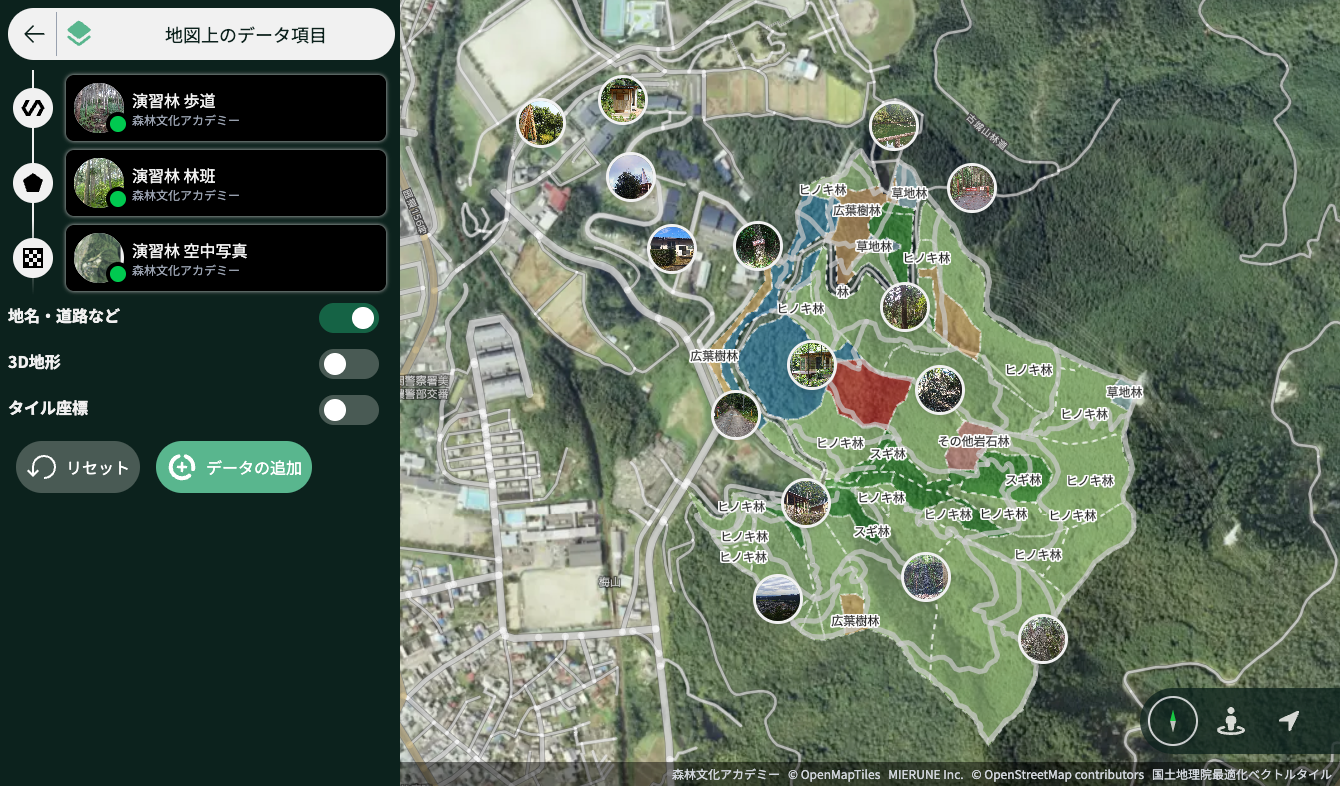 地図上のデータ項目
演習林 歩道
森林文化アカデミー
演習林 林班
森林文化アカデミー
演習林 空中写真
森林文化アカデミー
地名・道路など
3D地形
タイル座標
リセット
データの追加
古城山林道
ヒノキ林
草地林
広葉樹林
草地林
ヒノキ林
林
ヒノキ林
広葉樹林
ヒノキ林
草地林
ヒノキ林
その他岩石林
ヒノキ林
スギ林
スギ林
ヒノキ林
ヒノキ林
ヒノキ林
ヒノキ林
ヒノキ林
ヒノキ林
スギ林
ヒノキ林
ヒノキ林
ヒノキ林
梅山
広葉樹林
森林文化アカデミー © OpenMapTiles MIERUNE Inc. © OpenStreetMap contributors 国土地理院最適化ベクトルタイル